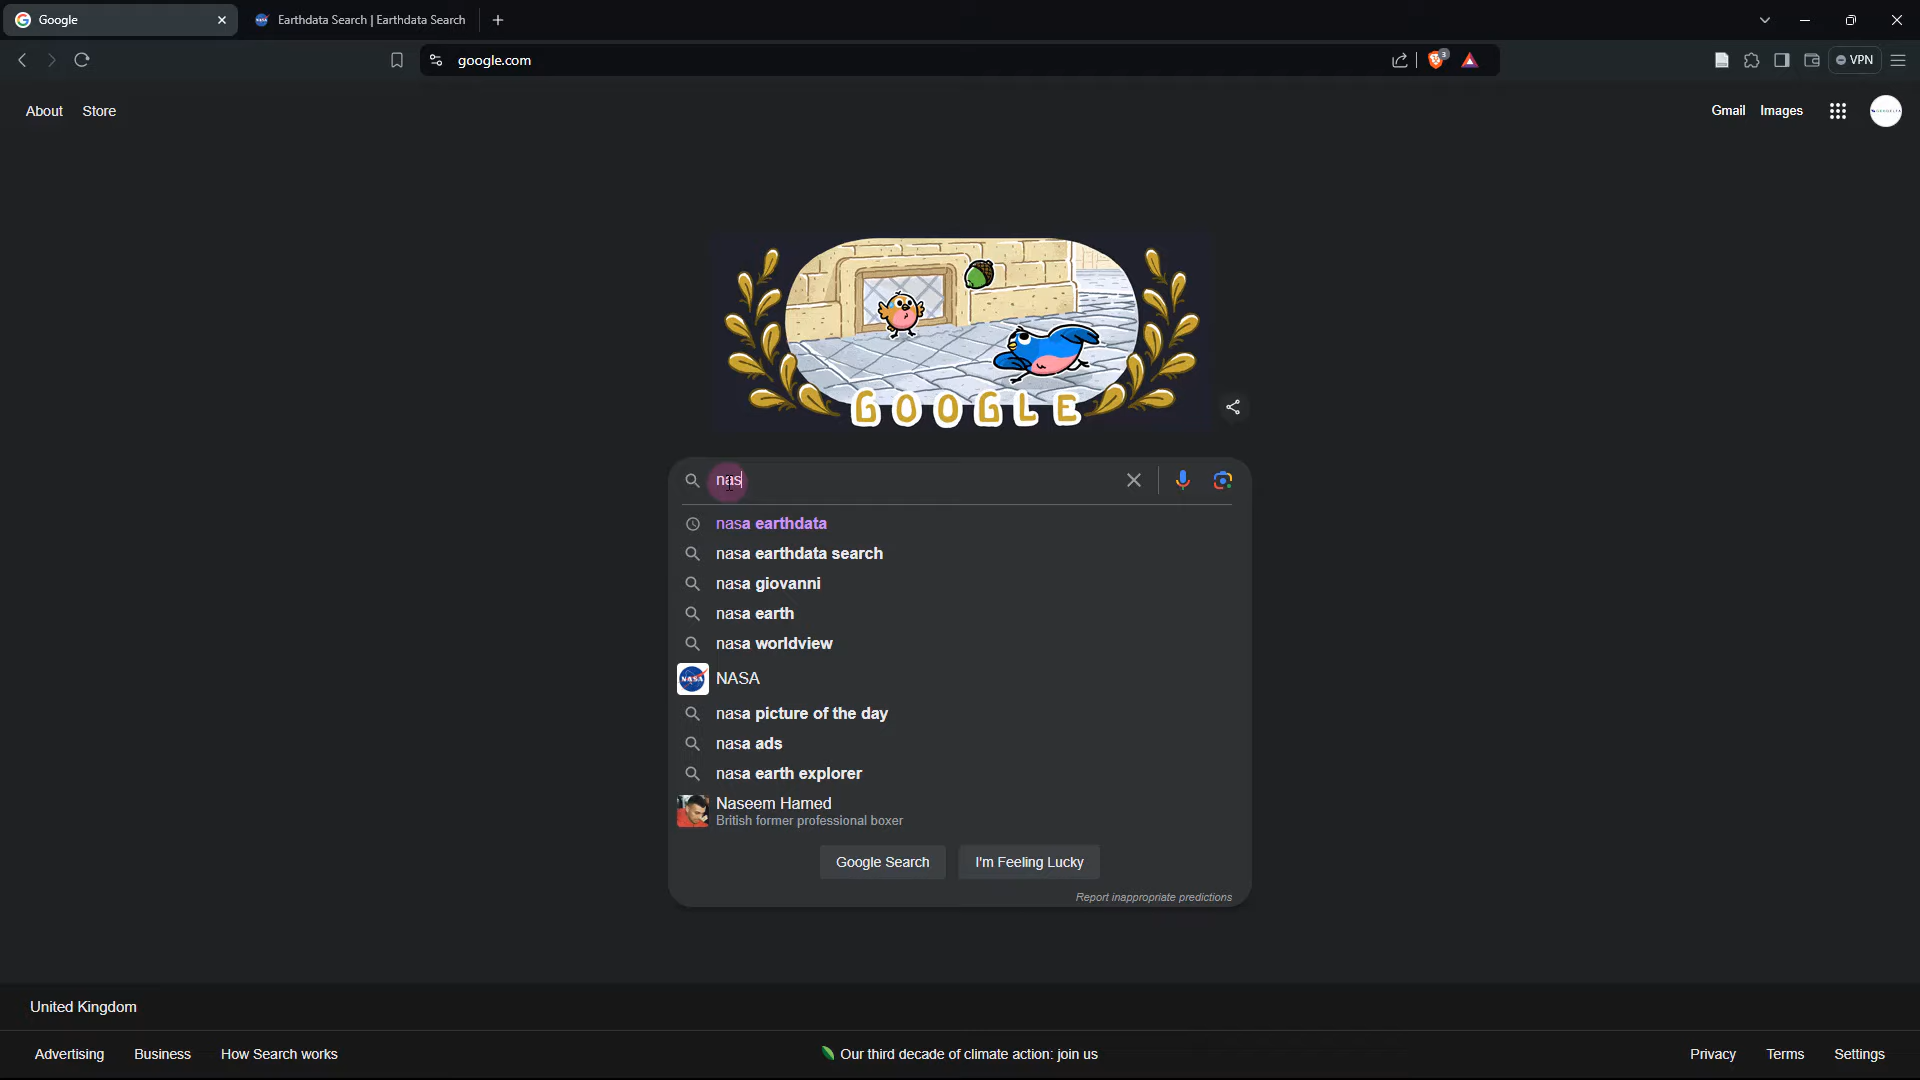 Google
Earthdata Search | Earthdata Search
google.com
3
VPN
About Store
Gmail Images
GOOGLE
nas
nasa earthdata
nasa earthdata search
nasa giovanni
nasa earth
nasa worldview
NASA
NASA
nasa picture of the day
nasa ads
nasa earth explorer
Naseem Hamed
British former professional boxer
Google Search I'm Feeling Lucky
Report inappropriate predictions
United Kingdom
Advertising Business How Search works
Our third decade of climate action: join us
Privacy Terms Settings